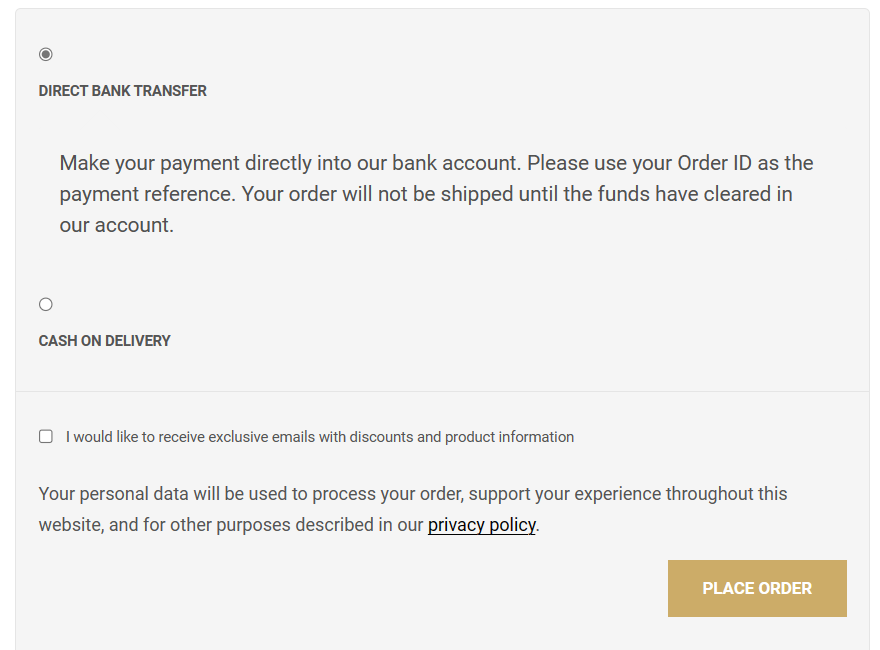 DIRECT BANK TRANSFER
Make your payment directly into our bank account. Please use your Order ID as the
payment reference. Your order will not be shipped until the funds have cleared in
our account.
CASH ON DELIVERY
I would like to receive exclusive emails with discounts and product information
Your personal data will be used to process your order, support your experience throughout this
website, and for other purposes described in our privacy policy.
PLACE ORDER